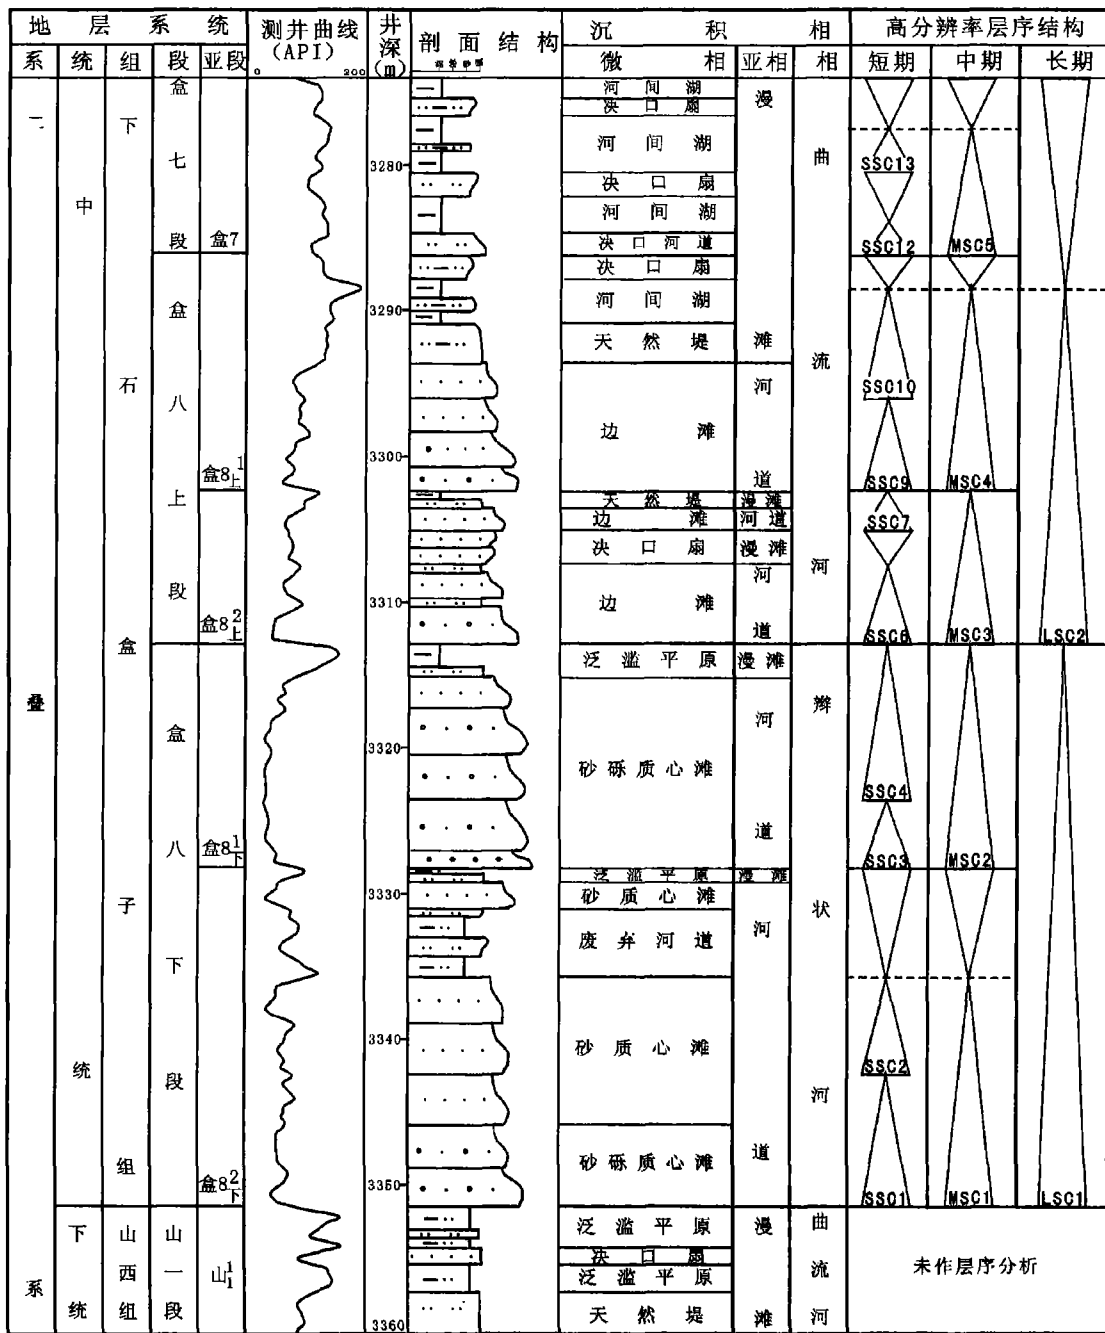 地层系统 测井曲线 (API) 井深 (m) 剖面结构 沉积相 高分辨率层序结构
系 统 组 段 亚段 0 200 微相 亚相 相 短期 中期 长期
二叠系
中统
下统
下石盒子组
山西组
盒七段
盒八上段
盒八下段
山一段
盒7
盒8上1
盒8上2
盒8下1
盒8下2
山1 1
3280
3290
3300
3310
3320
3330
3340
3350
3360
河间湖
决口扇
河间湖
决口扇
河间湖
决口河道
决口扇
河间湖
天然堤
边滩
天然堤
边滩
决口扇
边滩
泛滥平原
砂砾质心滩
泛滥平原
砂质心滩
废弃河道
砂质心滩
砂砾质心滩
泛滥平原
决口扇
泛滥平原
天然堤
漫滩
河道
漫滩
河道
漫滩
河道
漫滩
河道
漫滩
河道
漫滩
曲流河
辫状河
曲流河
SSC13
SSC12
SSC10
SSC9
SSC7
SSC6
SSC4
SSC3
SSC2
SSC1
MSC5
MSC4
MSC3
MSC2
MSC1
LSC2
LSC1
未作层序分析